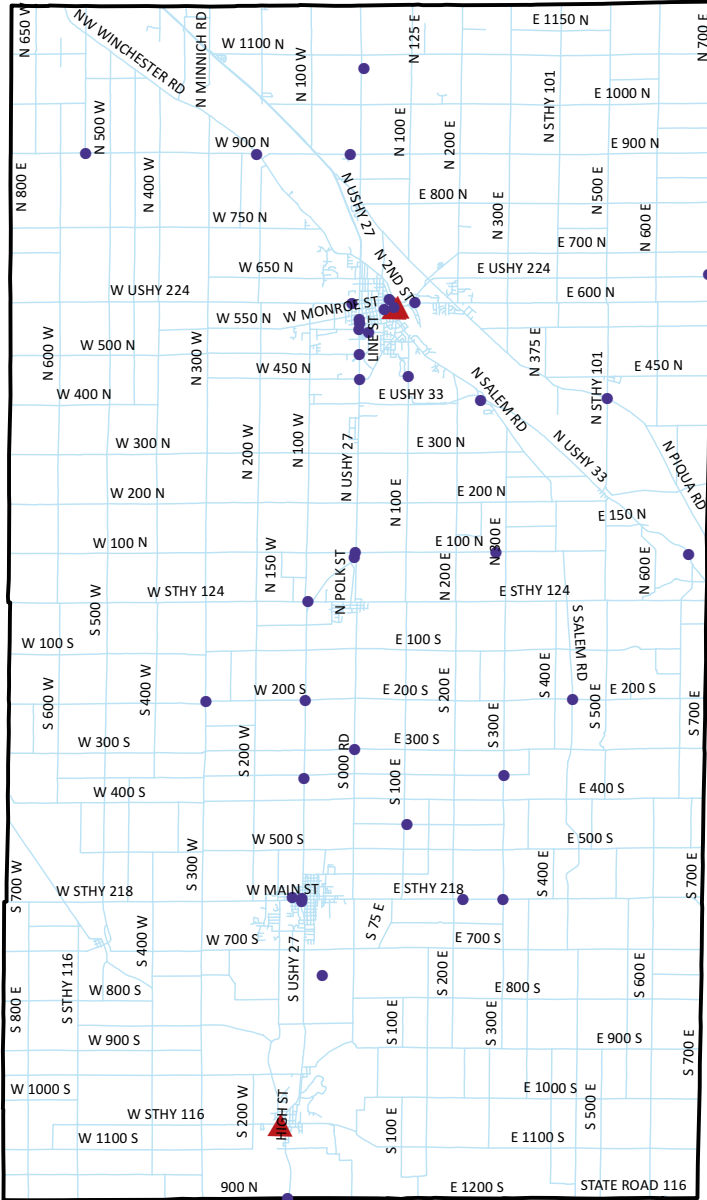 N 650 W
NW WINCHESTER RD
N MINNICH RD
W 1100 N
N 100 W
N 125 E
E 1150 N
N 700 E
E 1000 N
N STHY 101
N 500 W
W 900 N
N 100 E
N 200 E
E 900 N
N 800 E
N 400 W
N USHY 27
E 800 N
N 500 E
W 750 N
N 300 E
N 600 E
E 700 N
N 2ND ST
W 650 N
E USHY 224
W USHY 224
E 600 N
W 550 N
W MONROE ST
LINE ST
W 500 N
N 600 W
N 300 W
N 375 E
W 450 N
E 450 N
N STHY 101
W 400 N
E USHY 33
N SALEM RD
W 300 N
N 200 W
N 100 W
N USHY 27
E 300 N
N USHY 33
N PIQUA RD
W 200 N
N 100 E
E 200 N
E 150 N
W 100 N
N 150 W
N POLK ST
E 100 N
N 300 E
N 200 E
N 600 E
S 500 W
W STHY 124
E STHY 124
S SALEM RD
W 100 S
E 100 S
S 600 W
S 400 W
W 200 S
E 200 S
S 200 E
S 400 E
S 500 E
E 200 S
S 700 E
W 300 S
S 200 W
S 000 RD
E 300 S
S 300 E
W 400 S
S 100 E
E 400 S
W 500 S
E 500 S
S 700 W
S 300 W
W STHY 218
W MAIN ST
E STHY 218
S 400 E
S 700 E
S 75 E
S 400 W
W 700 S
E 700 S
S STHY 116
S USHY 27
S 200 E
S 600 E
W 800 S
E 800 S
S 800 E
W 900 S
S 100 E
S 300 E
E 900 S
S 700 E
W 1000 S
E 1000 S
S 200 W
HIGH ST
W STHY 116
S 100 E
S 500 E
W 1100 S
E 1100 S
900 N
E 1200 S
STATE ROAD 116